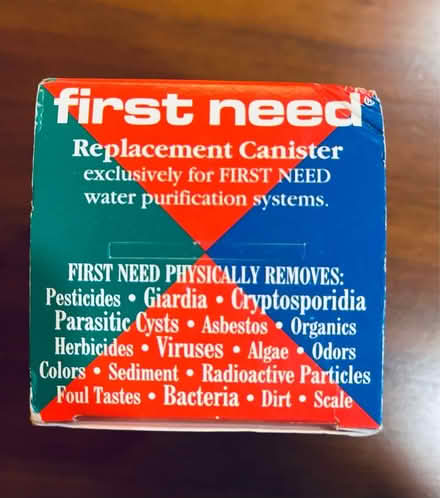 first need®
Replacement Canister
exclusively for FIRST NEED
water purification systems.
FIRST NEED PHYSICALLY REMOVES:
Pesticides • Giardia • Cryptosporidia
Parasitic Cysts • Asbestos • Organics
Herbicides • Viruses • Algae • Odors
Colors • Sediment • Radioactive Particles
Foul Tastes • Bacteria • Dirt • Scale